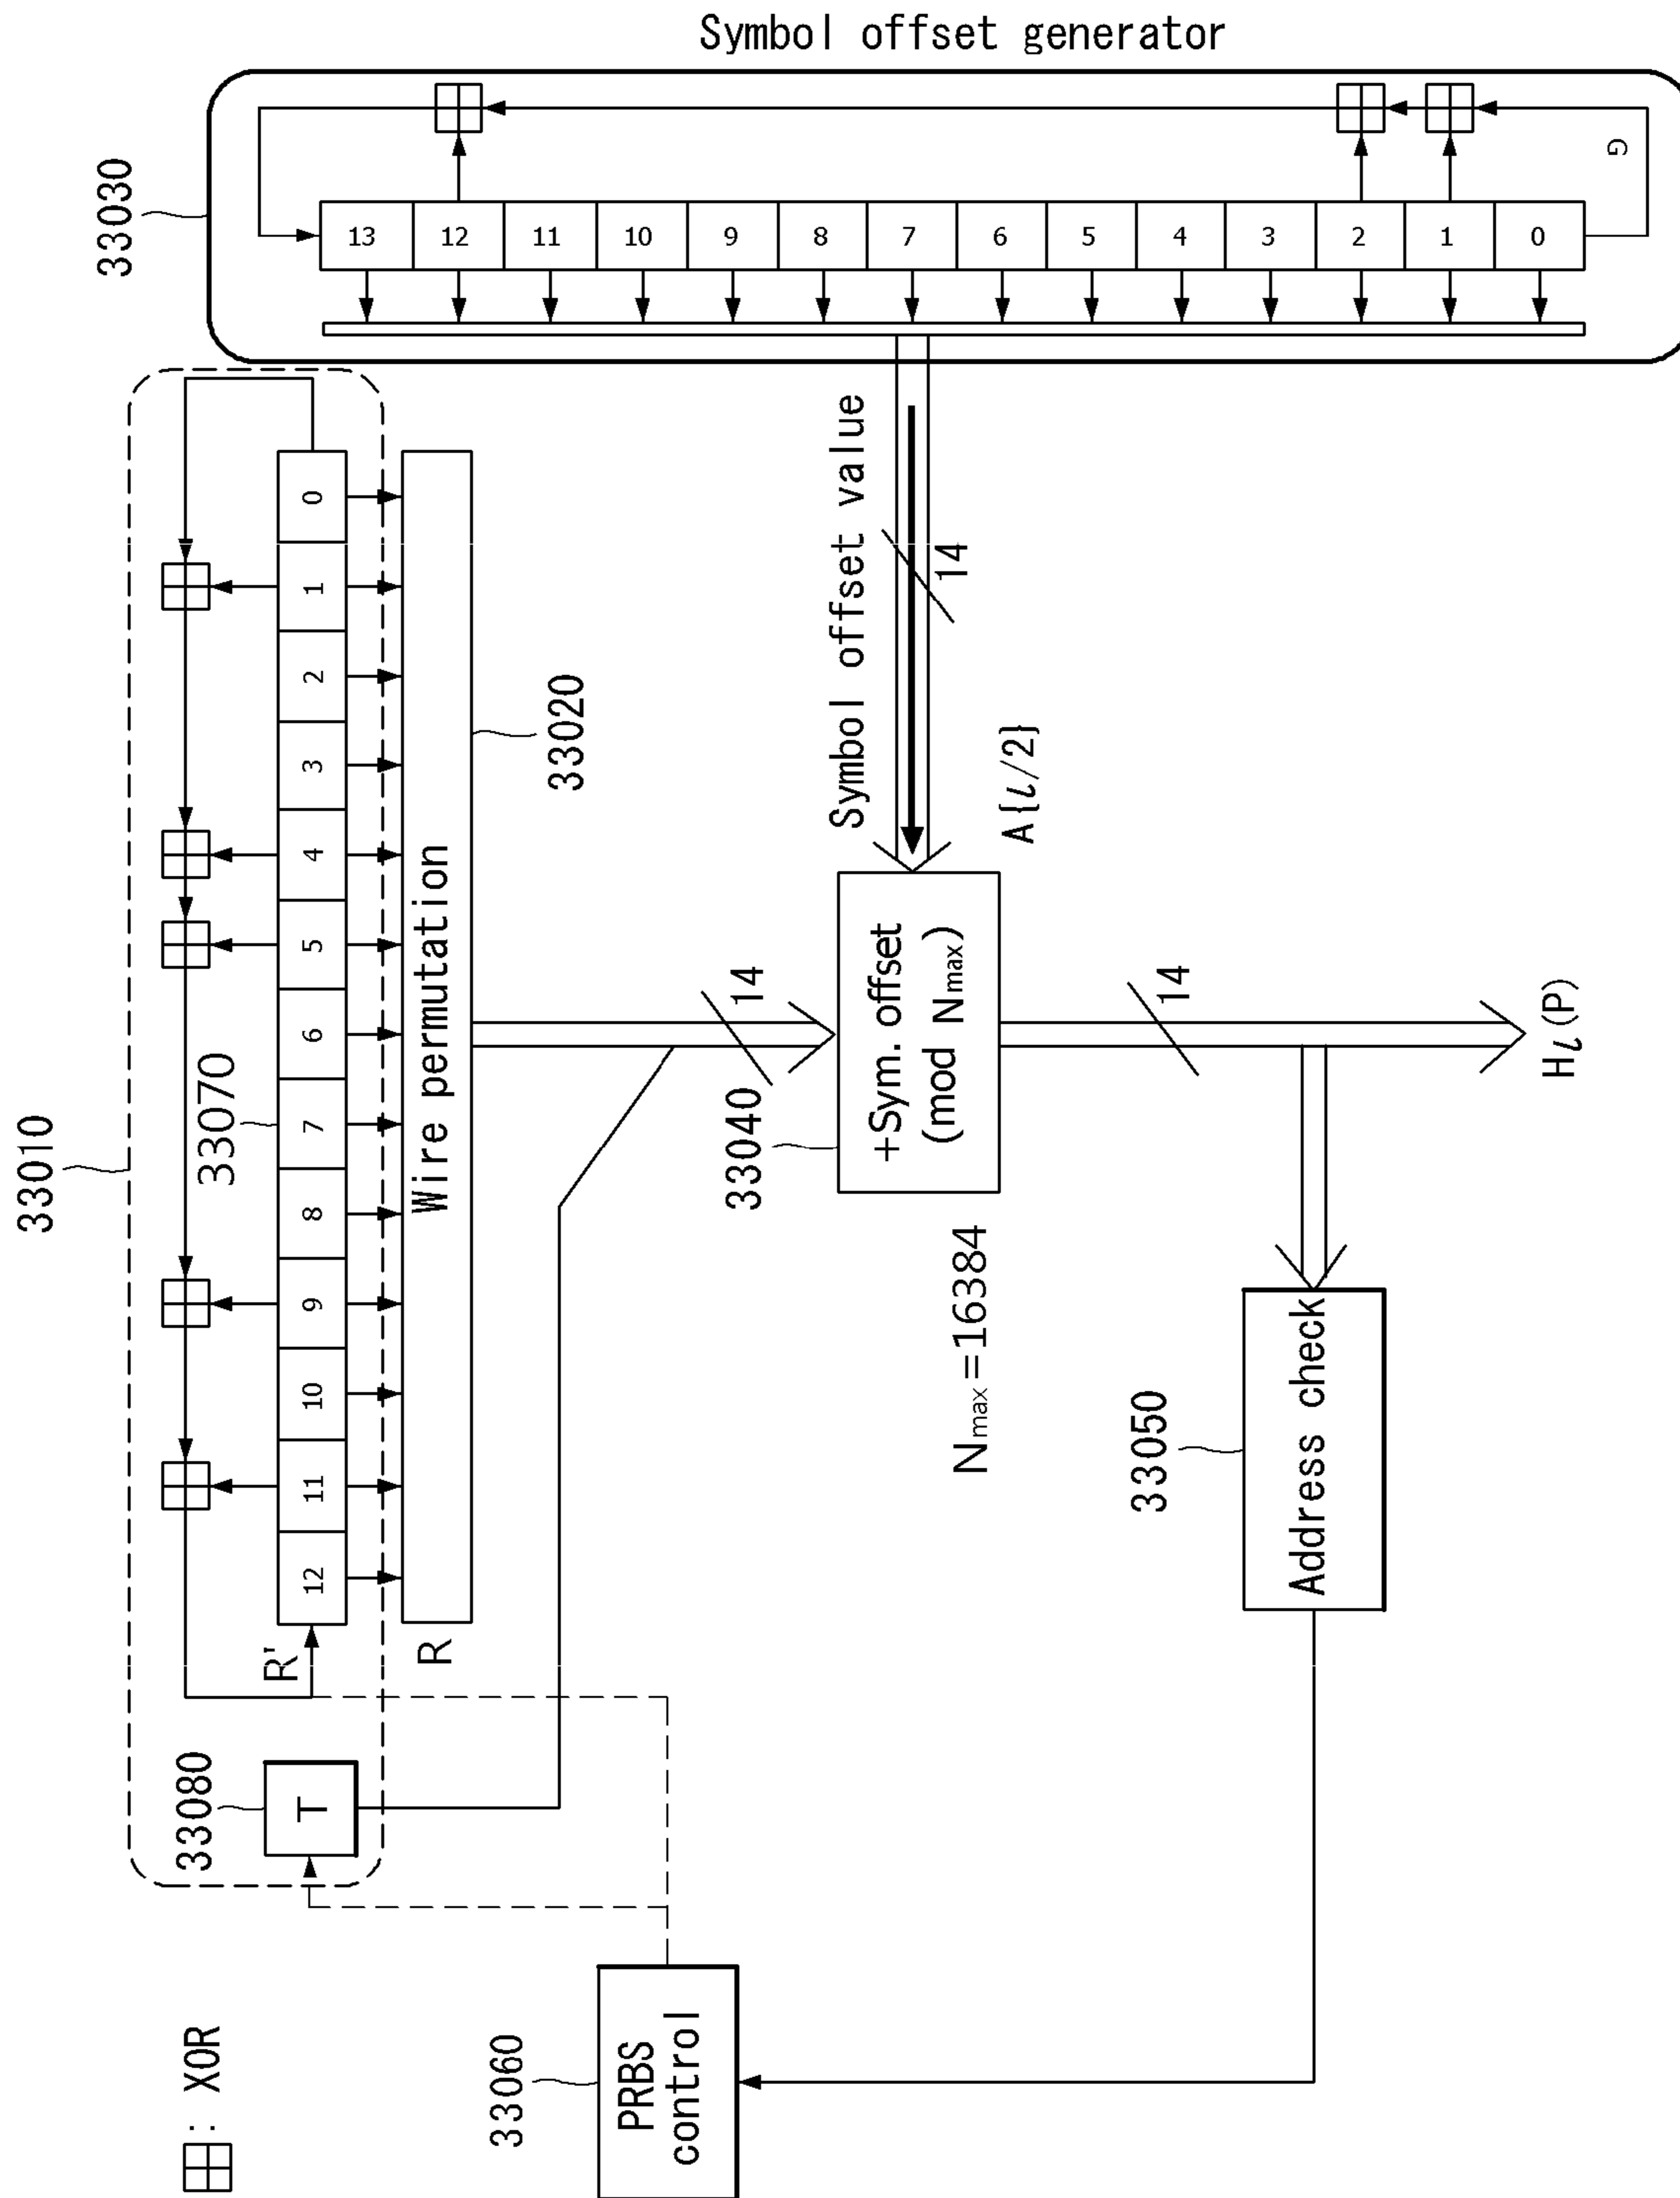 Symbol offset generator
33030
13
12
11
10
9
8
7
6
5
4
3
2
1
0
G
33010
33070
R'
12
11
10
9
8
7
6
5
4
3
2
1
0
33080
T
R
Wire permutation
33020
Symbol offset value
14
A{l/2}
14
33040
+Sym. offset
(mod Nmax)
Nmax=16384
14
Hl(P)
33050
Address check
33060
PRBS
control
: XOR